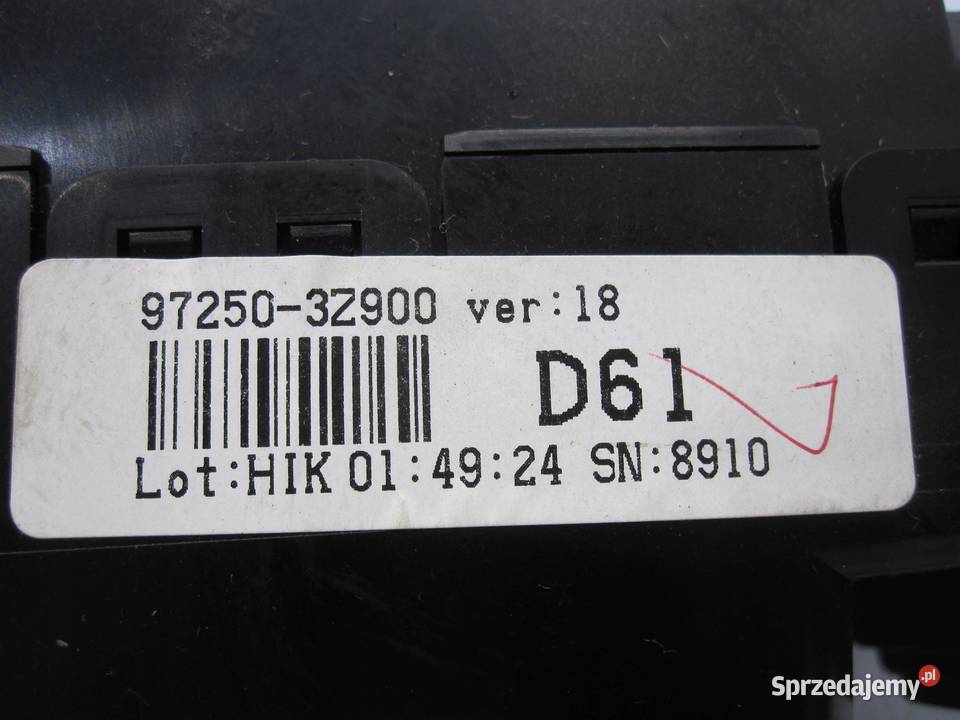 97250-3Z900 ver:18
D61
Lot:HIK 01:49:24 SN:8910
Sprzedajemy.pl